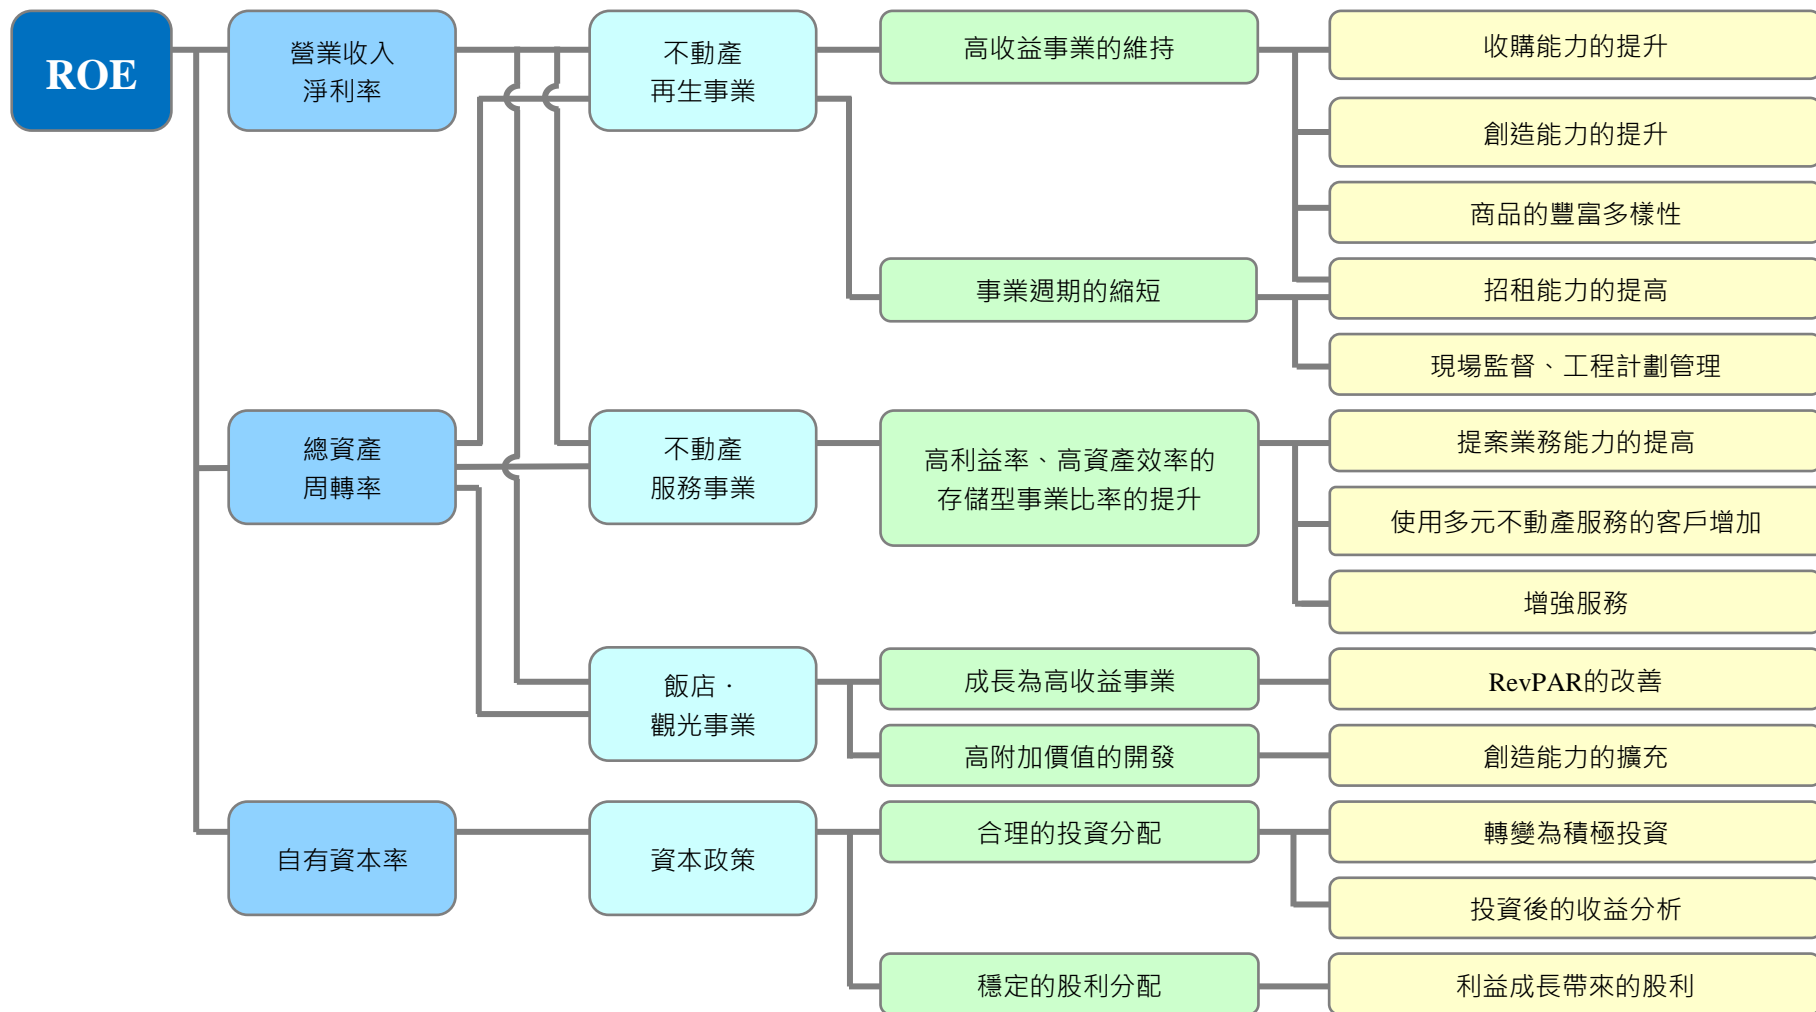 ROE
營業收入
淨利率
不動產
再生事業
高收益事業的維持
收購能力的提升
創造能力的提升
商品的豐富多樣性
事業週期的縮短
招租能力的提高
現場監督、工程計劃管理
總資產
周轉率
不動產
服務事業
高利益率、高資產效率的
存儲型事業比率的提升
提案業務能力的提高
使用多元不動產服務的客戶增加
增強服務
飯店．
觀光事業
成長為高收益事業
RevPAR的改善
高附加價值的開發
創造能力的擴充
自有資本率
資本政策
合理的投資分配
轉變為積極投資
投資後的收益分析
穩定的股利分配
利益成長帶來的股利